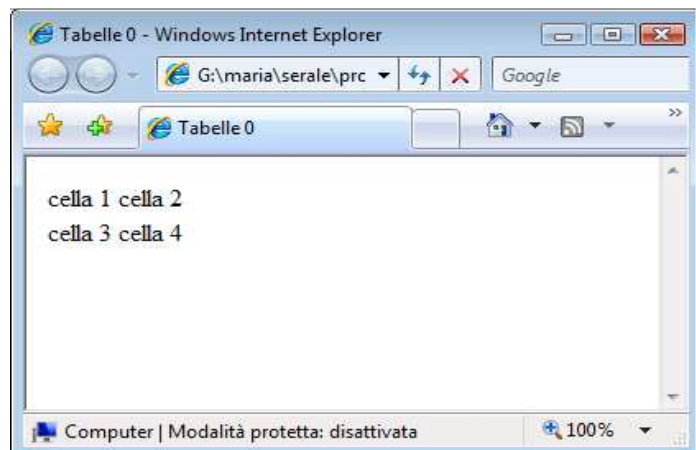 Tabelle 0 - Windows Internet Explorer
G:\maria\serale\prc
Google
Tabelle 0
cella 1 cella 2
cella 3 cella 4
Computer | Modalità protetta: disattivata
100%